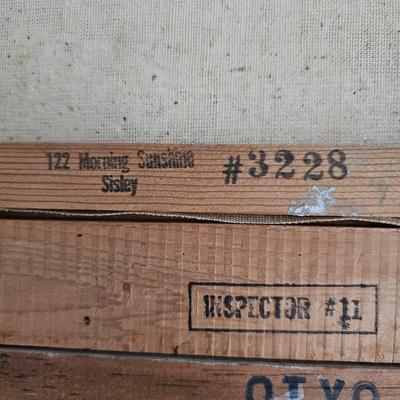 122 Morning Sunshine #3228
Sisley
INSPECTOR #11